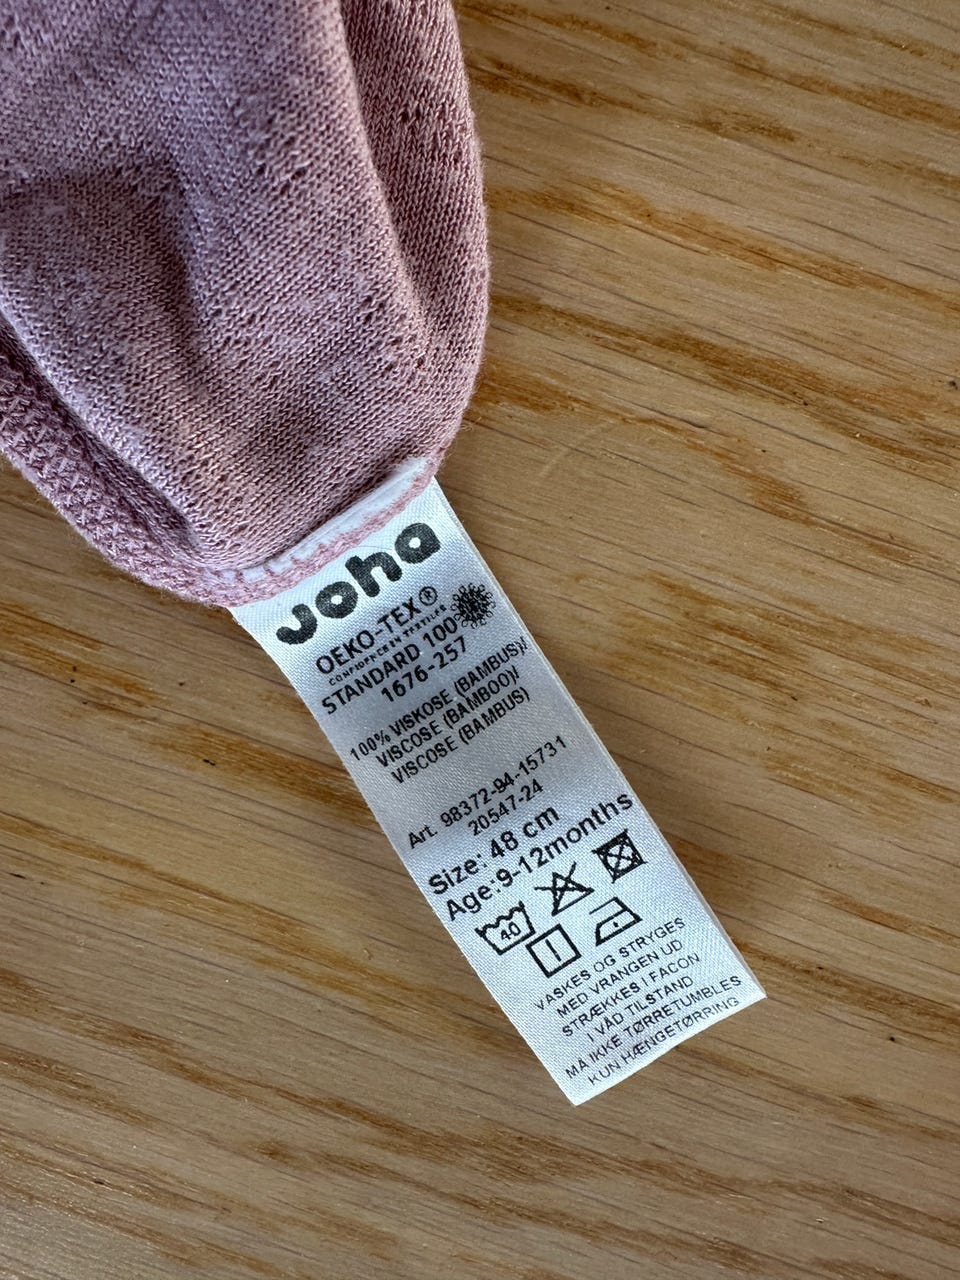 Joha
OEKO-TEX®
CONFIDENCE IN TEXTILES
STANDARD 100
1676-257
100% VISKOSE (BAMBUS)/
VISCOSE (BAMBOO)/
VISCOSE (BAMBUS)
Art. 98372-94-15731
20547-24
Size: 48 cm
Age:9-12months
40
VASKES OG STRYGES
MED VRANGEN UD
STRÆKKES I FACON
I VÅD TILSTAND
MÅ IKKE TØRRETUMBLES
KUN HÆNGETØRRING